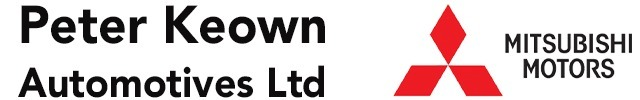 Peter Keown
Automotives Ltd
MITSUBISHI
MOTORS